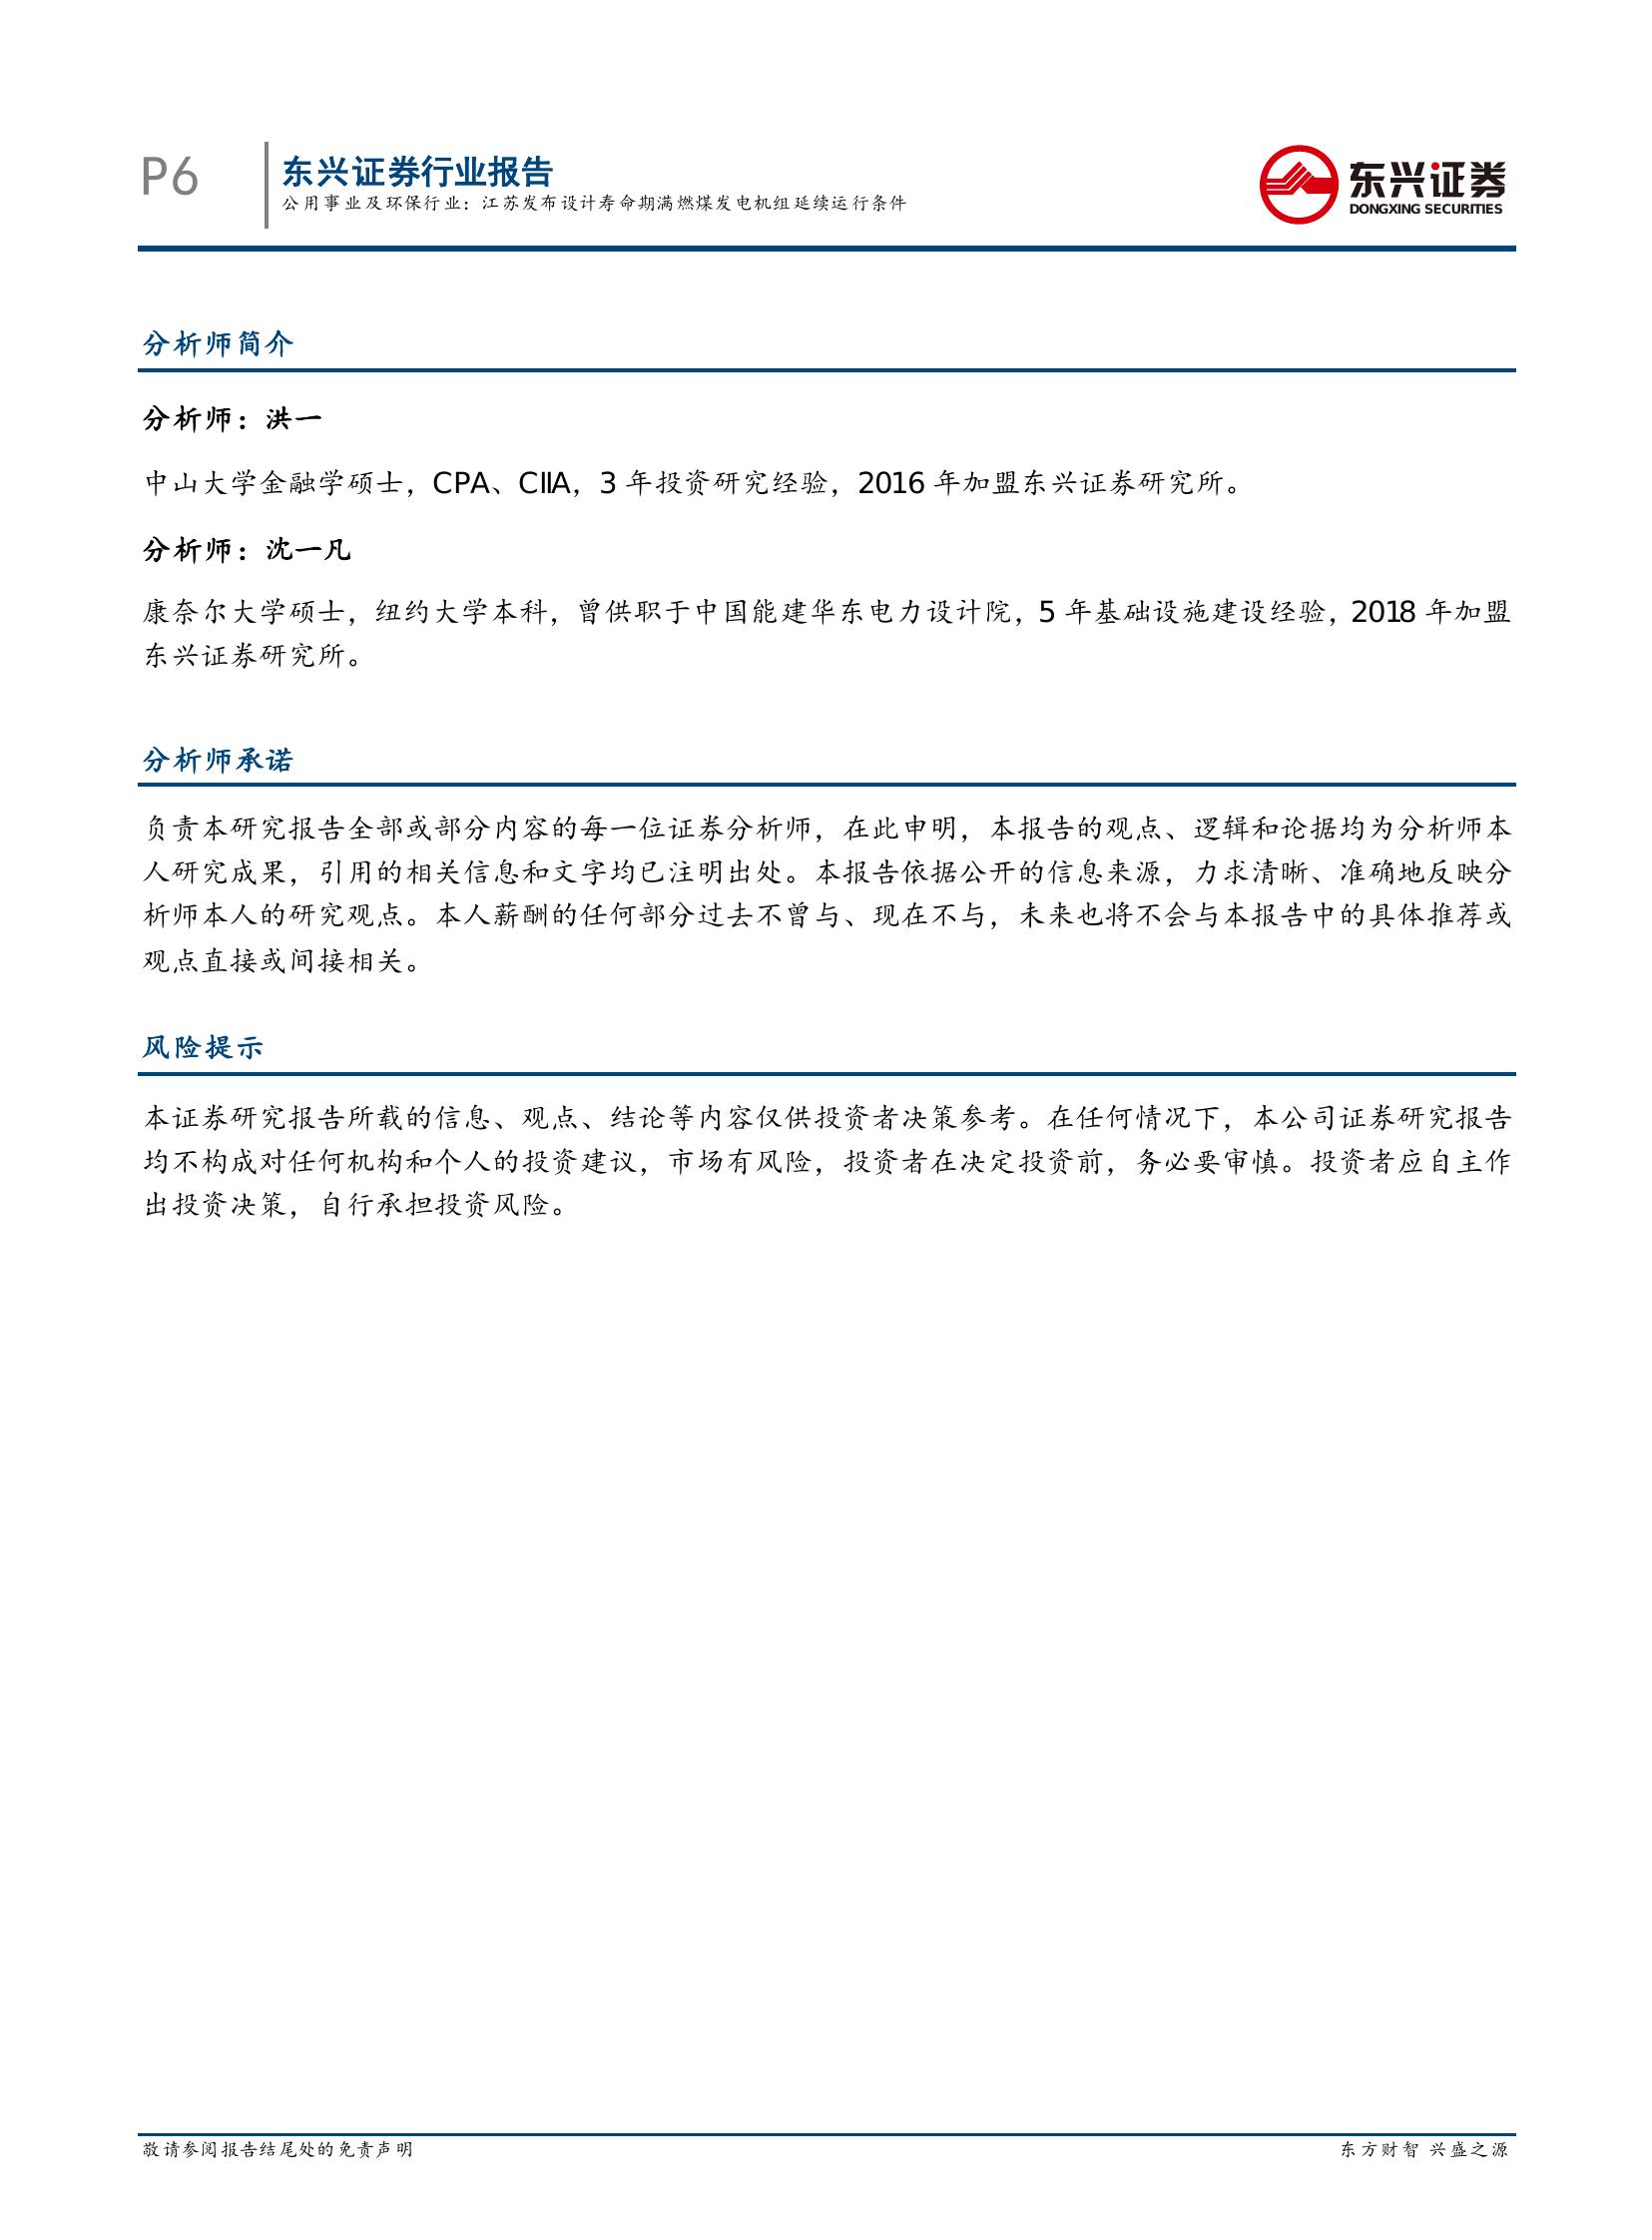 P6
东兴证券行业报告
公用事业及环保行业：江苏发布设计寿命期满燃煤发电机组延续运行条件
东兴证券
DONGXING SECURITIES
分析师简介
分析师：洪一
中山大学金融学硕士，CPA、CIIA，3 年投资研究经验，2016 年加盟东兴证券研究所。
分析师：沈一凡
康奈尔大学硕士，纽约大学本科，曾供职于中国能建华东电力设计院，5 年基础设施建设经验，2018 年加盟
东兴证券研究所。
分析师承诺
负责本研究报告全部或部分内容的每一位证券分析师，在此申明，本报告的观点、逻辑和论据均为分析师本
人研究成果，引用的相关信息和文字均已注明出处。本报告依据公开的信息来源，力求清晰、准确地反映分
析师本人的研究观点。本人薪酬的任何部分过去不曾与、现在不与，未来也将不会与本报告中的具体推荐或
观点直接或间接相关。
风险提示
本证券研究报告所载的信息、观点、结论等内容仅供投资者决策参考。在任何情况下，本公司证券研究报告
均不构成对任何机构和个人的投资建议，市场有风险，投资者在决定投资前，务必要审慎。投资者应自主作
出投资决策，自行承担投资风险。
敬请参阅报告结尾处的免责声明
东方财智 兴盛之源